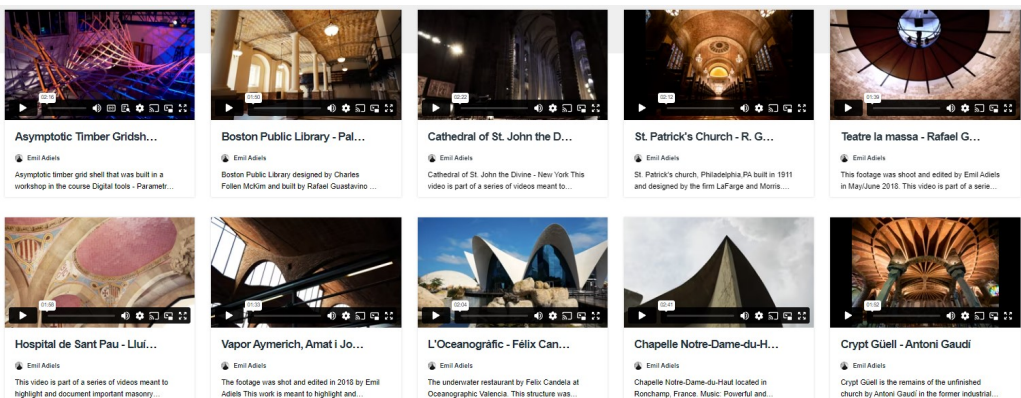 02:16
01:50
02:22
02:12
01:39
Asymptotic Timber Gridsh…
Boston Public Library - Pal…
Cathedral of St. John the D…
St. Patrick's Church - R. G…
Teatre la massa - Rafael G…
Emil Adiels
Emil Adiels
Emil Adiels
Emil Adiels
Emil Adiels
Asymptotic timber grid shell that was built in a
workshop in the course Digital tools - Parametr…
Boston Public Library designed by Charles
Follen McKim and built by Rafael Guastavino …
Cathedral of St. John the Divine - New York This
video is part of a series of videos meant to…
St. Patrick's church, Philadelphia,PA built in 1911
and designed by the firm LaFarge and Morris.…
This footage was shoot and edited by Emil Adiels
in May/June 2018. This video is part of a serie…
01:58
01:33
02:04
02:41
01:52
Hospital de Sant Pau - Lluí…
Vapor Aymerich, Amat i Jo…
L'Oceanogràfic - Félix Can…
Chapelle Notre-Dame-du-H…
Crypt Güell - Antoni Gaudí
Emil Adiels
Emil Adiels
Emil Adiels
Emil Adiels
Emil Adiels
This video is part of a series of videos meant to
highlight and document important masonry…
The footage was shot and edited in 2018 by Emil
Adiels This work is meant to highlight and…
The underwater restaurant by Felix Candela at
Oceanographic Valencia. This structure was…
Chapelle Notre-Dame-du-Haut located in
Ronchamp, France. Music: Powerful and…
Crypt Güell is the remains of the unfinished
church by Antoni Gaudí in the former industrial…